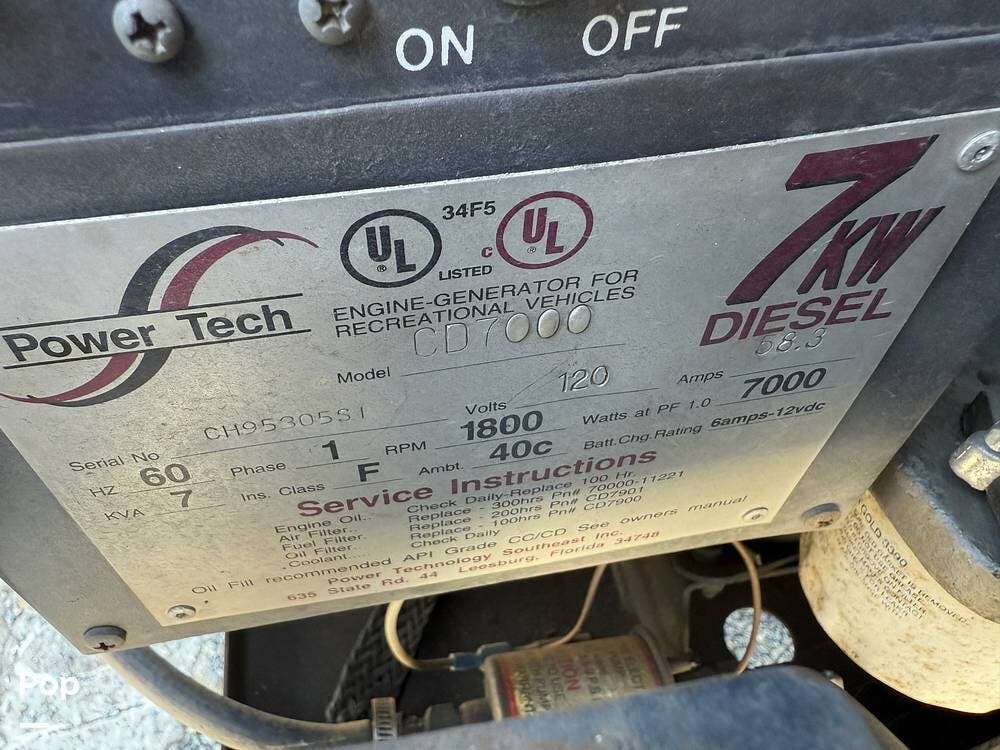 ON OFF
34F5
UL ® LISTED
c UL ®
7KW
DIESEL
Power Tech
ENGINE-GENERATOR FOR
RECREATIONAL VEHICLES
Model CD7000
Volts 120 Amps 58.3
Serial No CH95305S1
HZ 60 Phase 1 RPM 1800 Watts at PF 1.0 7000
KVA 7 Ins. Class F Ambt. 40c Batt.Chg.Rating 6amps-12vdc
Service Instructions
Engine Oil.. Check Daily-Replace 100 Hr.
Air Filter.. Replace - 300hrs Pn# 70000-11221
Fuel Filter. Replace - 200hrs Pn# CD7901
Oil Filter.. Replace - 100hrs Pn# CD7900
.Coolant.... Check Daily
Oil Fill recommended API Grade CC/CD See owners manual
Power Technology Southeast Inc.
635 State Rd. 44 Leesburg, Florida 34748
GOLD
GASKET IS REMOVED
Pop